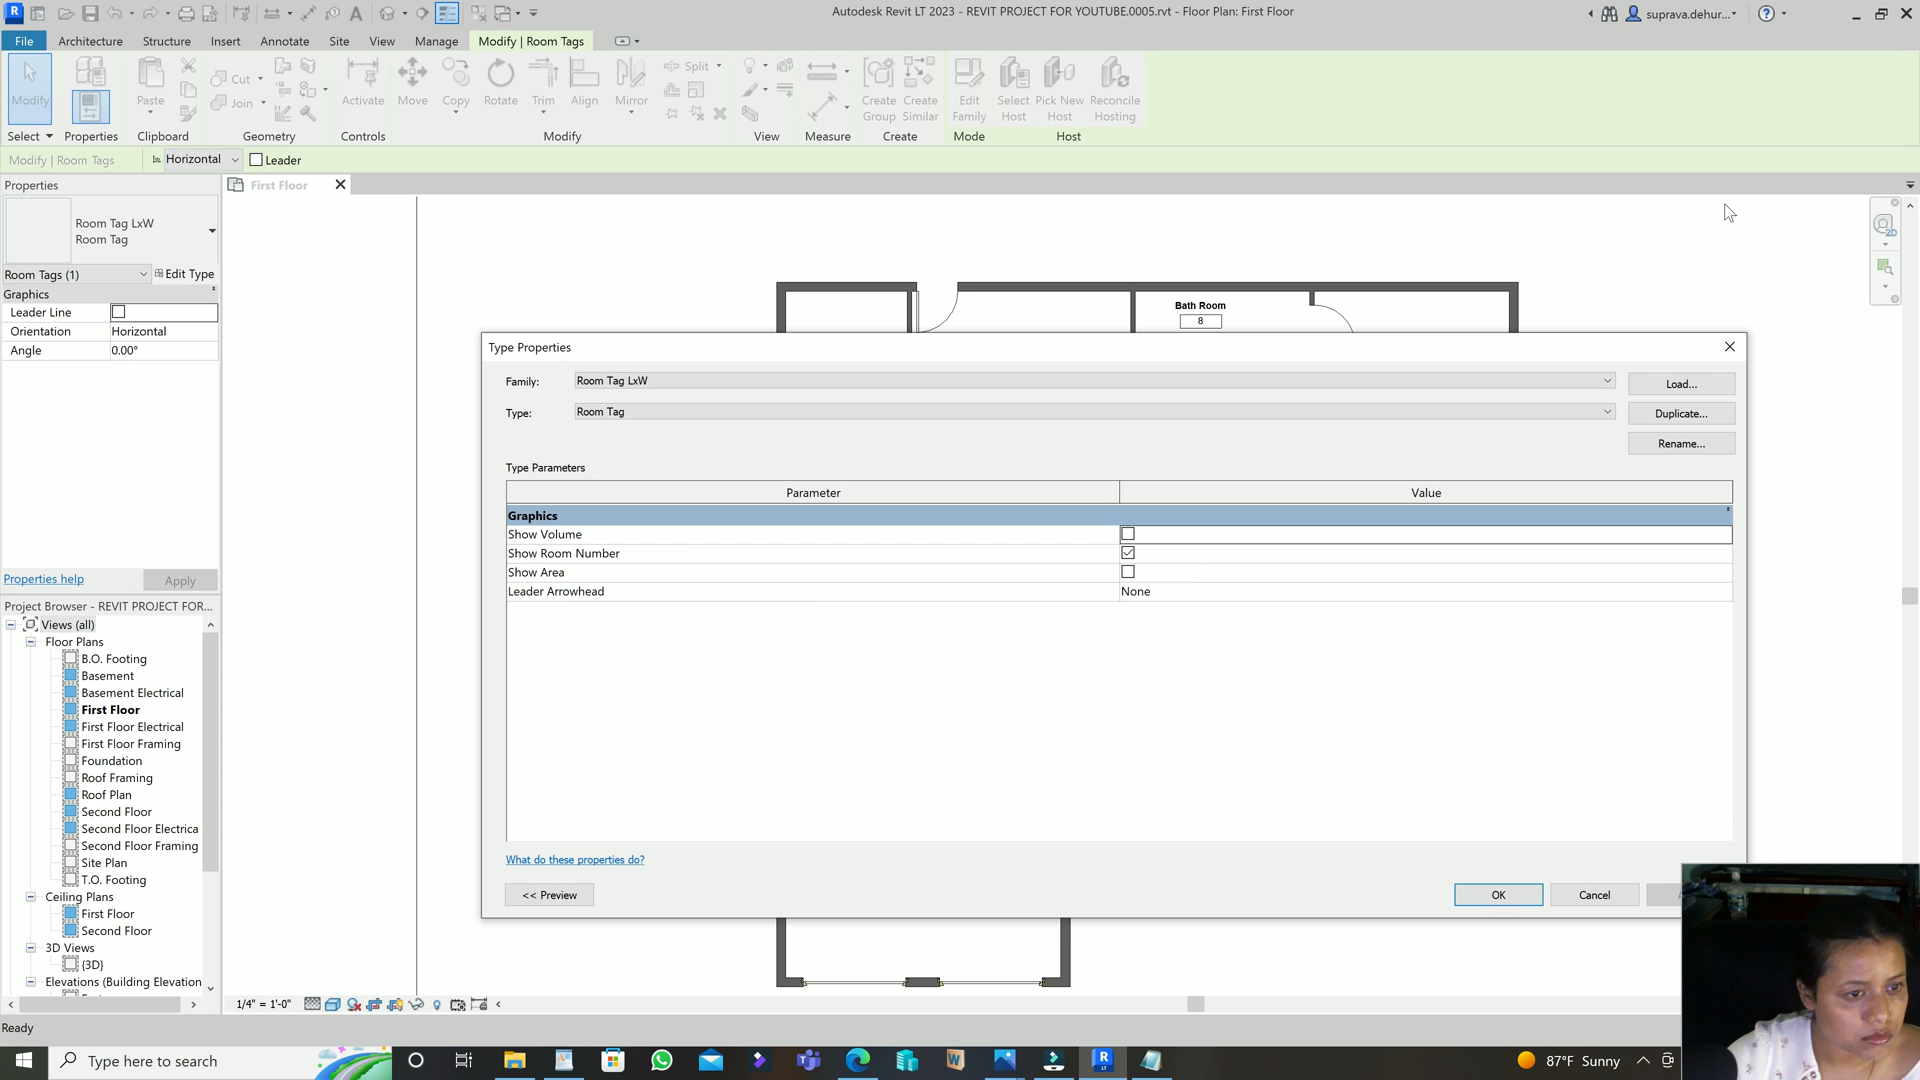 Autodesk Revit LT 2023 - REVIT PROJECT FOR YOUTUBE.0005.rvt - Floor Plan: First Floor
suprava.dehur...
File Architecture Structure Insert Annotate Site View Manage Modify | Room Tags
Modify Paste Cut Join Activate Move Copy Rotate Trim Align Mirror Split Create Group Create Similar Edit Family Select Host Pick New Host Reconcile Hosting
Select Properties Clipboard Geometry Controls Modify View Measure Create Mode Host
Modify | Room Tags Horizontal Leader
Properties
First Floor
Room Tag LxW
Room Tag
Room Tags (1) Edit Type
Graphics
Leader Line
Orientation Horizontal
Angle 0.00°
Properties help Apply
Project Browser - REVIT PROJECT FOR...
Views (all)
Floor Plans
B.O. Footing
Basement
Basement Electrical
First Floor
First Floor Electrical
First Floor Framing
Foundation
Roof Framing
Roof Plan
Second Floor
Second Floor Electrica
Second Floor Framing
Site Plan
T.O. Footing
Ceiling Plans
First Floor
Second Floor
3D Views
{3D}
Elevations (Building Elevation
2D
Bath Room
8
Type Properties
Family: Room Tag LxW Load...
Type: Room Tag Duplicate...
Rename...
Type Parameters
Parameter Value
Graphics
Show Volume
Show Room Number
Show Area
Leader Arrowhead None
What do these properties do?
<< Preview OK Cancel
1/4" = 1'-0"
Ready
Type here to search
87°F Sunny